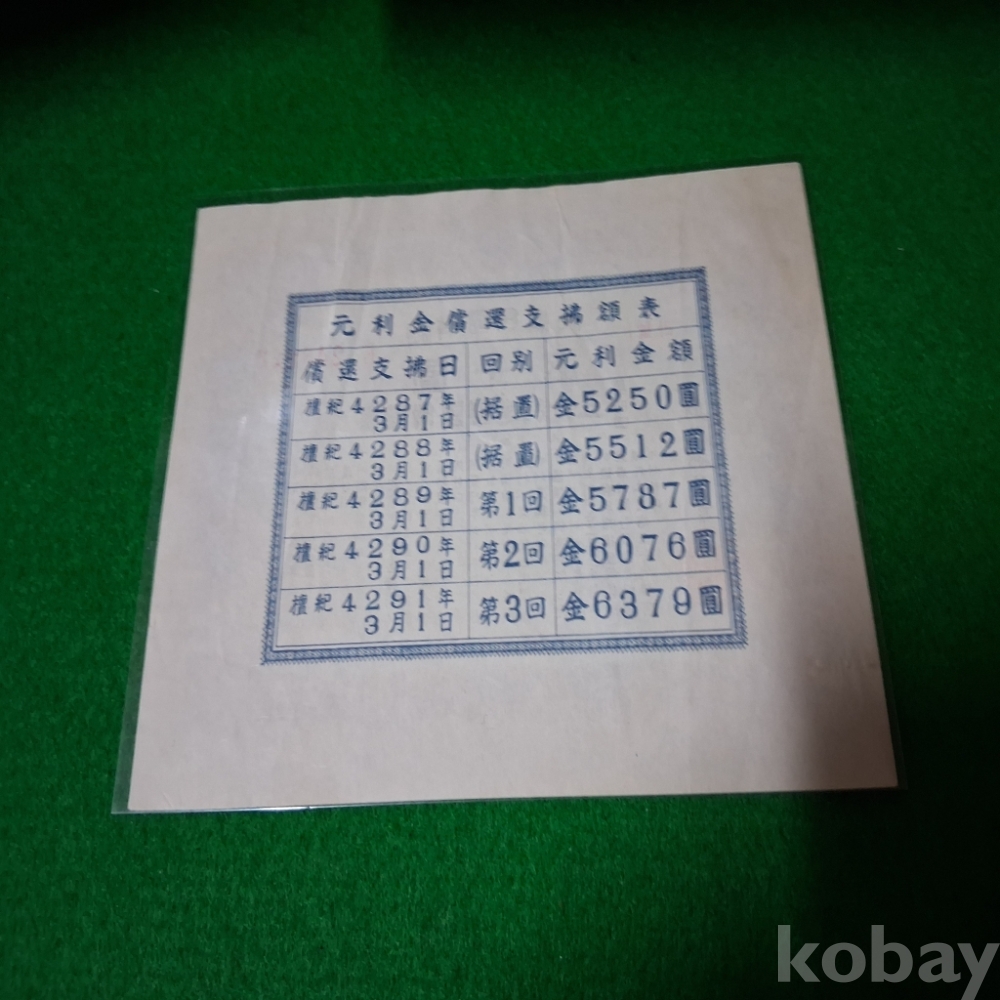 元利金償還支拂額表
償還支拂日 回別 元利金額
檀紀4287年3月1日 (据置) 金5250圓
檀紀4288年3月1日 (据置) 金5512圓
檀紀4289年3月1日 第1回 金5787圓
檀紀4290年3月1日 第2回 金6076圓
檀紀4291年3月1日 第3回 金6379圓
kobay